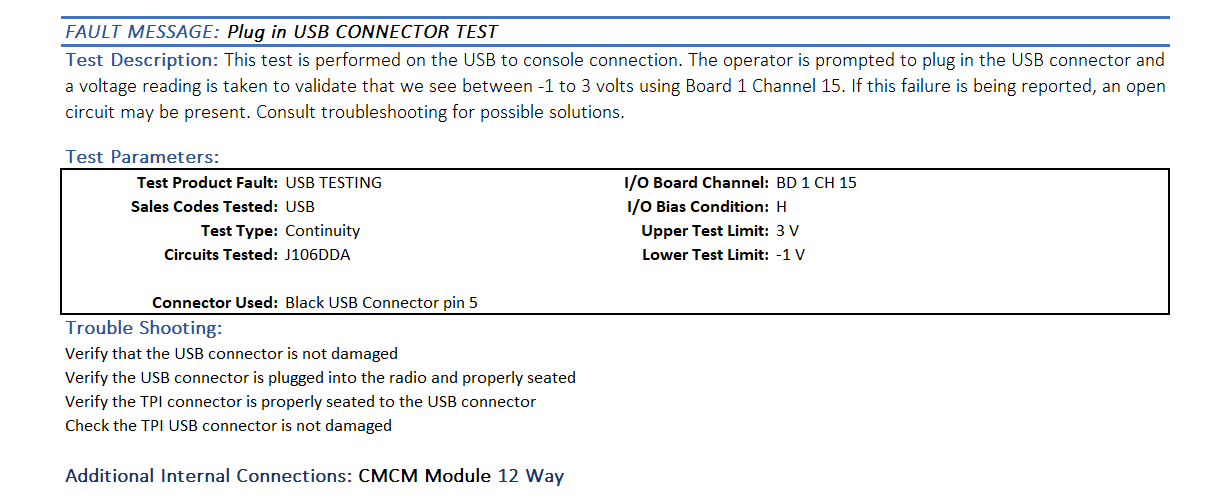 FAULT MESSAGE: Plug in USB CONNECTOR TEST
Test Description: This test is performed on the USB to console connection. The operator is prompted to plug in the USB connector and
a voltage reading is taken to validate that we see between -1 to 3 volts using Board 1 Channel 15. If this failure is being reported, an open
circuit may be present. Consult troubleshooting for possible solutions.
Test Parameters:
Test Product Fault: USB TESTING I/O Board Channel: BD 1 CH 15
Sales Codes Tested: USB I/O Bias Condition: H
Test Type: Continuity Upper Test Limit: 3 V
Circuits Tested: J106DDA Lower Test Limit: -1 V
Connector Used: Black USB Connector pin 5
Trouble Shooting:
Verify that the USB connector is not damaged
Verify the USB connector is plugged into the radio and properly seated
Verify the TPI connector is properly seated to the USB connector
Check the TPI USB connector is not damaged
Additional Internal Connections: CMCM Module 12 Way